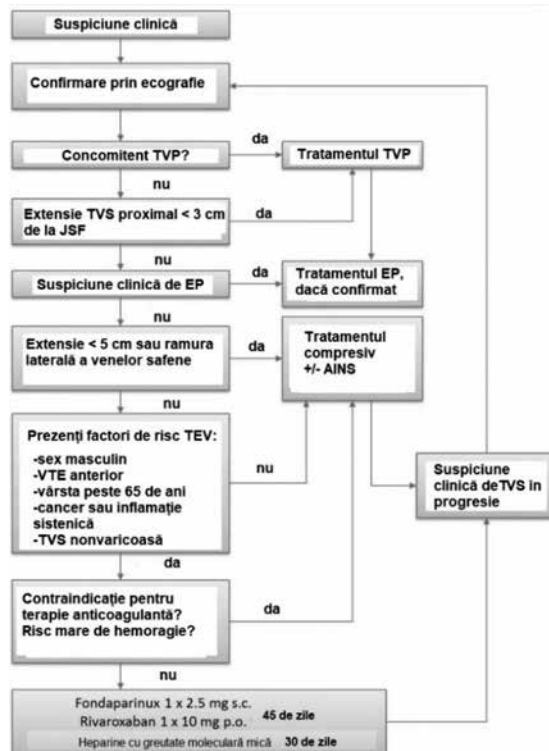 Suspiciune clinică
Confirmare prin ecografie
da
Concomitent TVP?
Tratamentul TVP
nu
Extensie TVS proximal < 3 cm
de la JSF
da
nu
Suspiciune clinică de EP
da
Tratamentul EP,
dacă confirmat
nu
Extensie < 5 cm sau ramura
laterală a venelor safene
da
Tratamentul
compresiv
+/- AINS
nu
Prezenți factori de risc TEV:
-sex masculin
-VTE anterior
-vârsta peste 65 de ani
-cancer sau inflamație
sistenică
-TVS nonvaricoasă
nu
Suspiciune
clinică deTVS in
progresie
da
Contraindicație pentru
terapie anticoagulantă?
Risc mare de hemoragie?
da
nu
Fondaparinux 1 x 2.5 mg s.c.
Rivaroxaban 1 x 10 mg p.o. 45 de zile
Heparine cu greutate moleculară mică 30 de zile